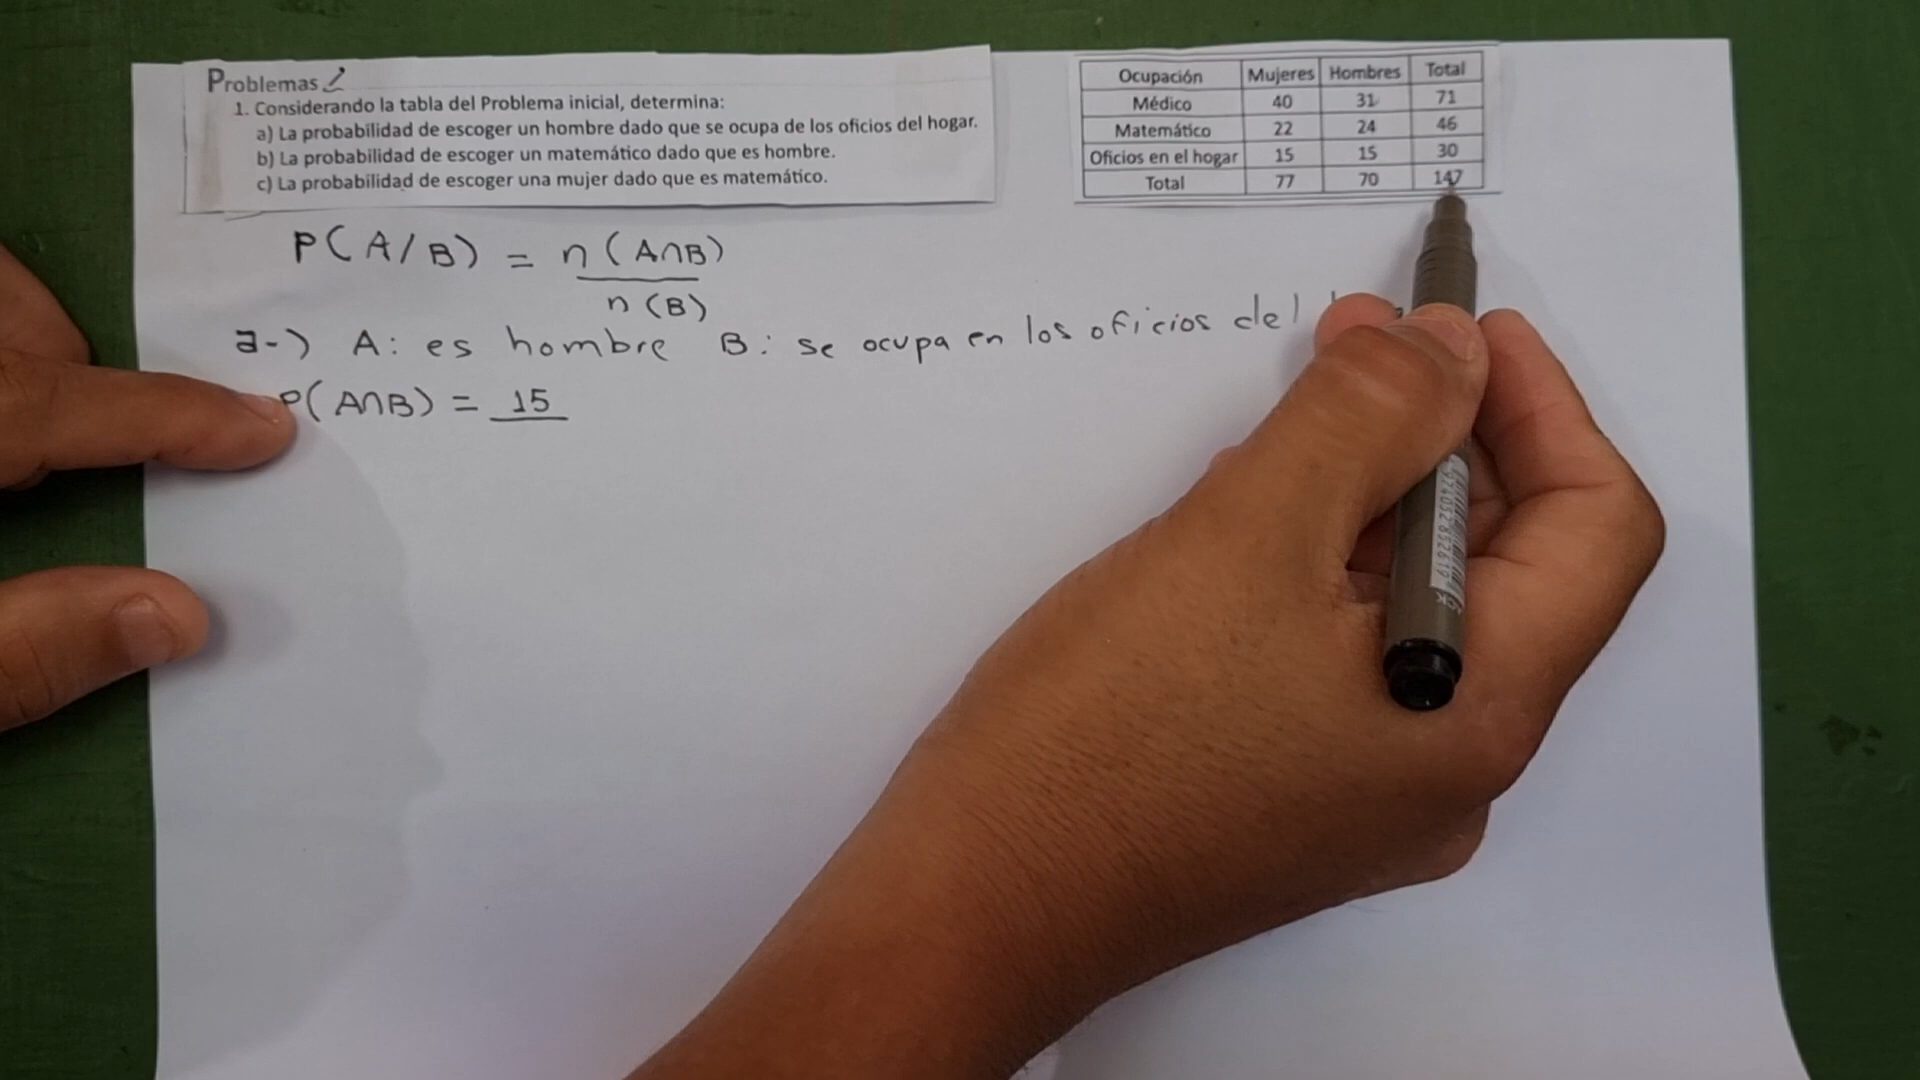 Problemas
1. Considerando la tabla del Problema inicial, determina:
a) La probabilidad de escoger un hombre dado que se ocupa de los oficios del hogar.
b) La probabilidad de escoger un matemático dado que es hombre.
c) La probabilidad de escoger una mujer dado que es matemático.
Ocupación Mujeres Hombres Total
Médico 40 31 71
Matemático 22 24 46
Oficios en el hogar 15 15 30
Total 77 70 147
P(A/B) = n(A∩B)
n(B)
a-) A: es hombre B: se ocupa en los oficios del
P(A∩B) = 15